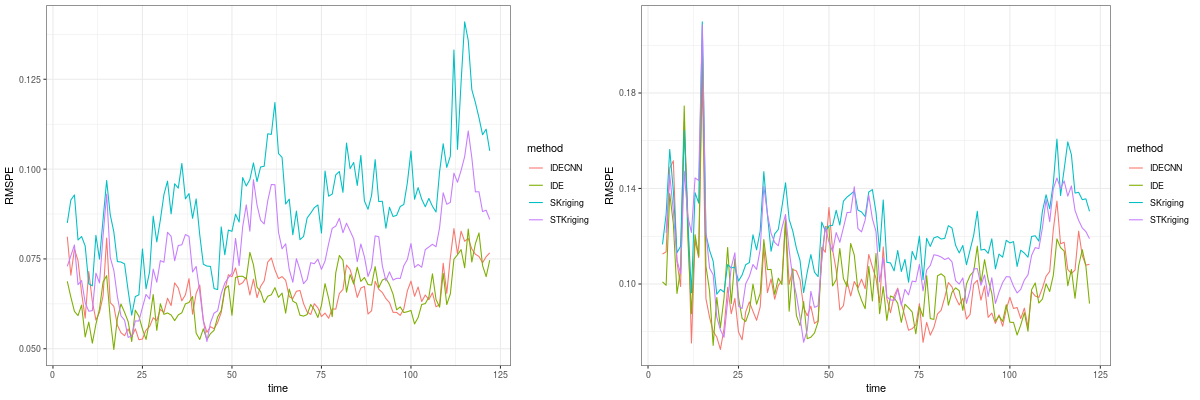 RMSPE
0.125
0.100
0.075
0.050
0
25
50
75
100
125
time
method
IDECNN
IDE
SKriging
STKriging
RMSPE
0.18
0.14
0.10
0
25
50
75
100
125
time
method
IDECNN
IDE
SKriging
STKriging